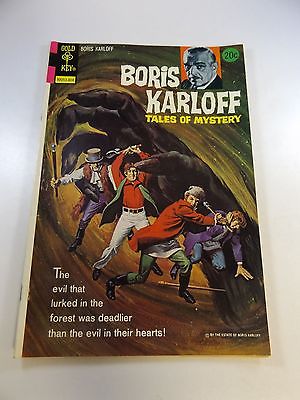 GOLD KEY
BORIS KARLOFF
BORIS
KARLOFF
TALES OF MYSTERY
20¢
The
evil that
lurked in the
forest was deadlier
than the evil in their hearts!
BY THE ESTATE OF BORIS KARLOFF